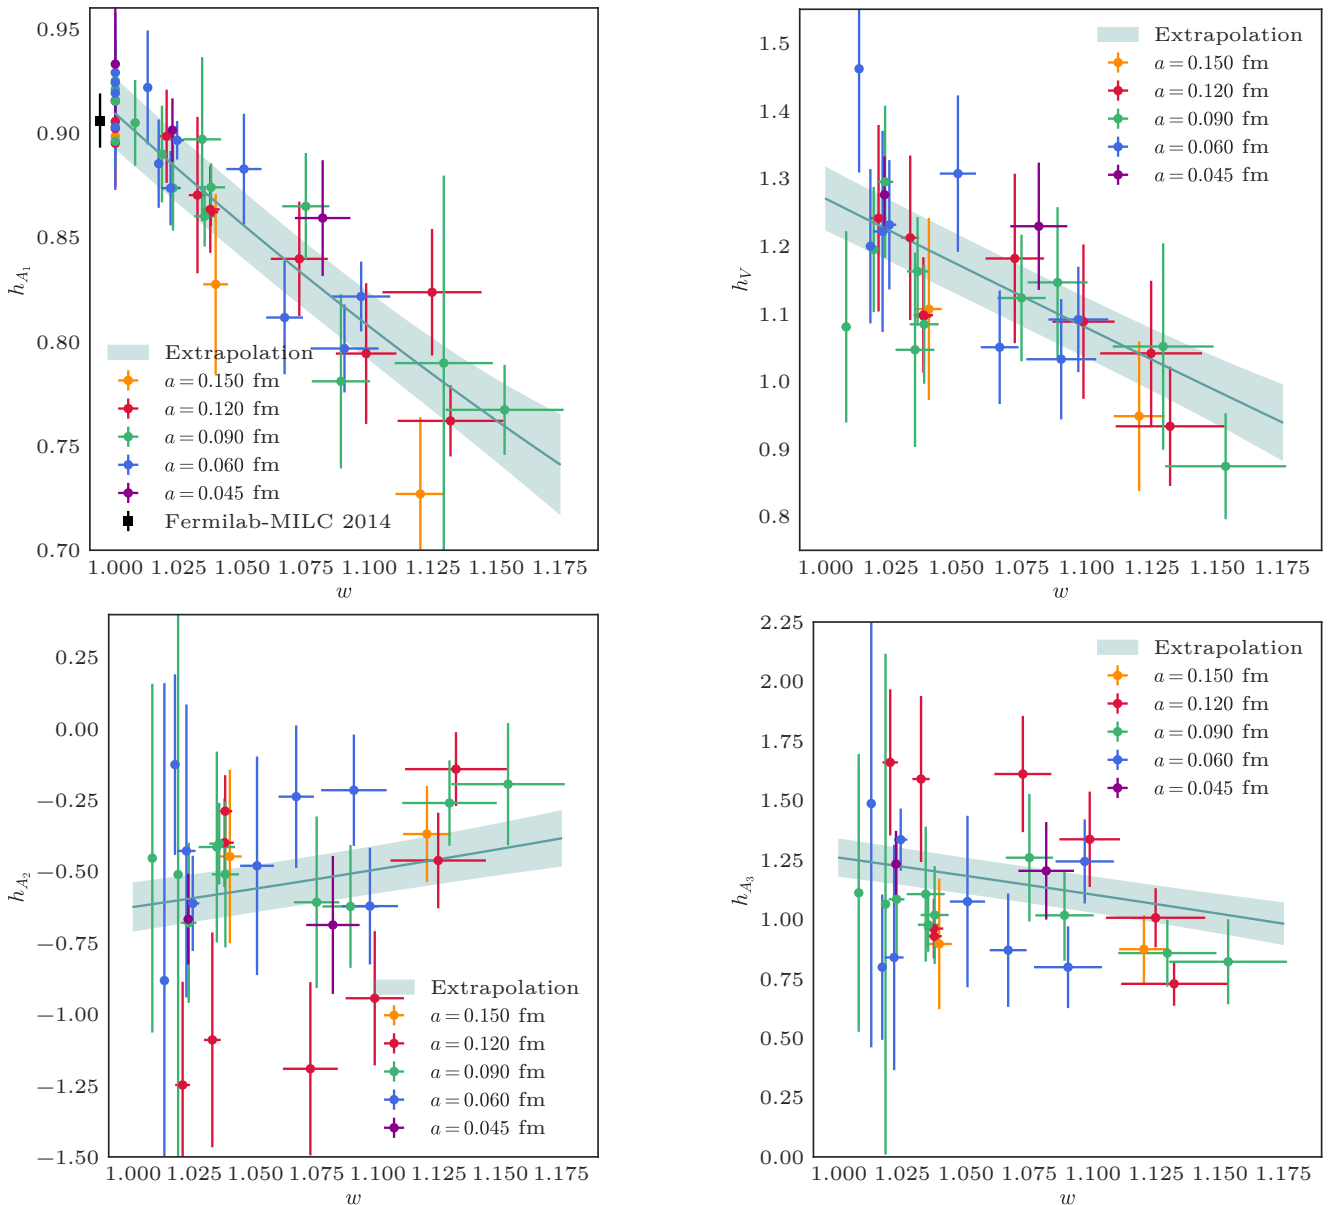 0.95
0.90
0.85
0.80
0.75
0.70
h_{A_1}
Extrapolation
a = 0.150 fm
a = 0.120 fm
a = 0.090 fm
a = 0.060 fm
a = 0.045 fm
Fermilab-MILC 2014
1.000 1.025 1.050 1.075 1.100 1.125 1.150 1.175
w
1.5
1.4
1.3
1.2
1.1
1.0
0.9
0.8
h_V
Extrapolation
a = 0.150 fm
a = 0.120 fm
a = 0.090 fm
a = 0.060 fm
a = 0.045 fm
1.000 1.025 1.050 1.075 1.100 1.125 1.150 1.175
w
0.25
0.00
−0.25
−0.50
−0.75
−1.00
−1.25
−1.50
h_{A_2}
Extrapolation
a = 0.150 fm
a = 0.120 fm
a = 0.090 fm
a = 0.060 fm
a = 0.045 fm
1.000 1.025 1.050 1.075 1.100 1.125 1.150 1.175
w
2.25
2.00
1.75
1.50
1.25
1.00
0.75
0.50
0.25
0.00
h_{A_3}
Extrapolation
a = 0.150 fm
a = 0.120 fm
a = 0.090 fm
a = 0.060 fm
a = 0.045 fm
1.000 1.025 1.050 1.075 1.100 1.125 1.150 1.175
w